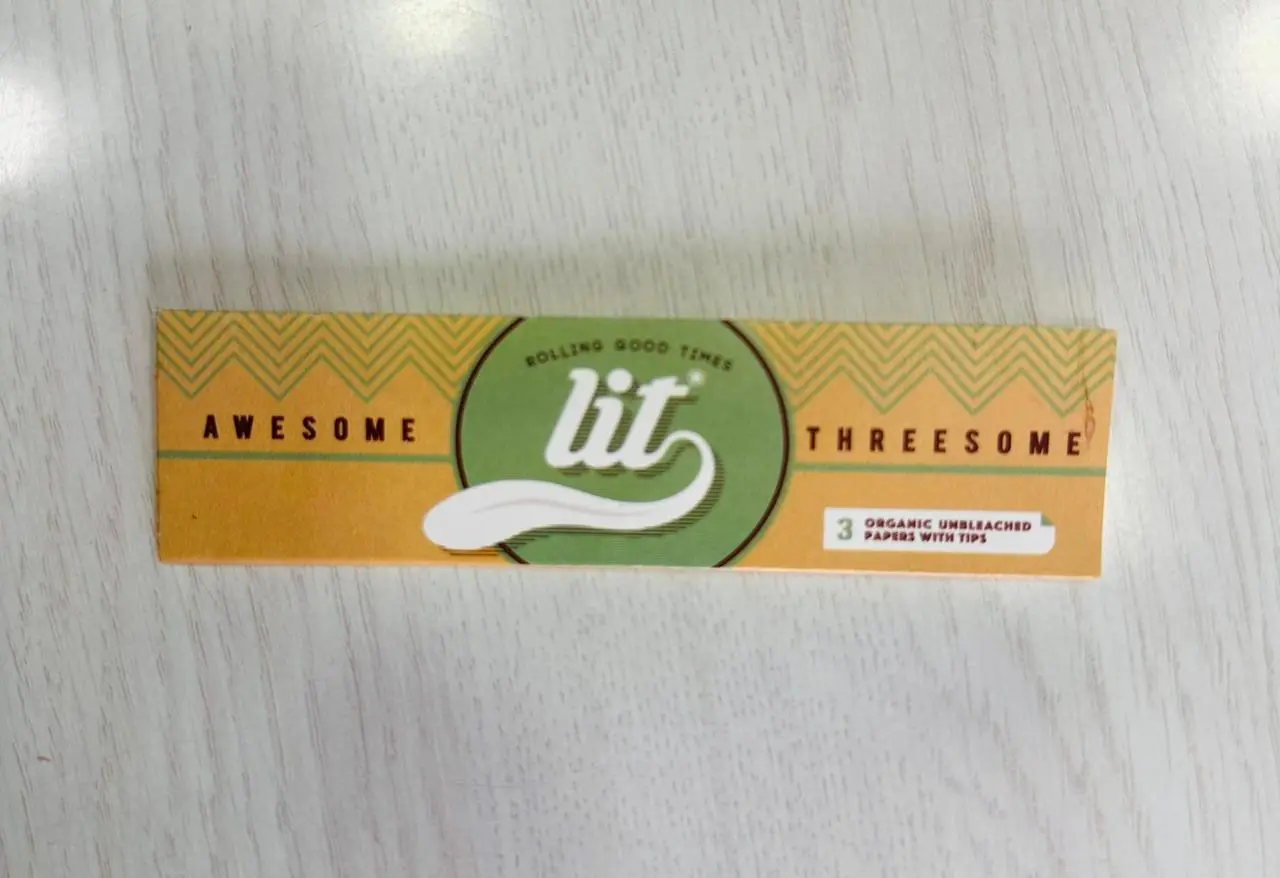 ROLLING GOOD TIMES
lit
AWESOME
THREESOME
3 ORGANIC UNBLEACHED
PAPERS WITH TIPS